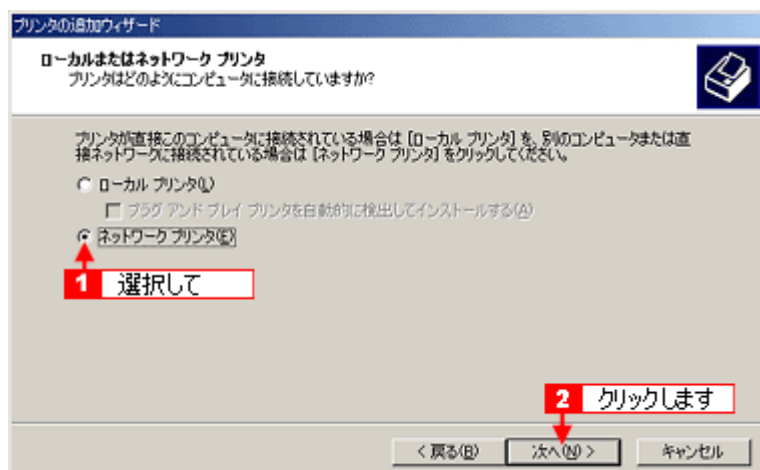 プリンタの追加ウィザード
ローカルまたはネットワーク プリンタ
プリンタはどのようにコンピュータに接続していますか?
プリンタが直接このコンピュータに接続されている場合は [ローカル プリンタ] を、別のコンピュータまたは直
接ネットワークに接続されている場合は [ネットワーク プリンタ] をクリックしてください。
ローカル プリンタ(L)
プラグ アンド プレイ プリンタを自動的に検出してインストールする(A)
ネットワーク プリンタ(E)
1 選択して
2 クリックします
< 戻る(B) 次へ(N) > キャンセル